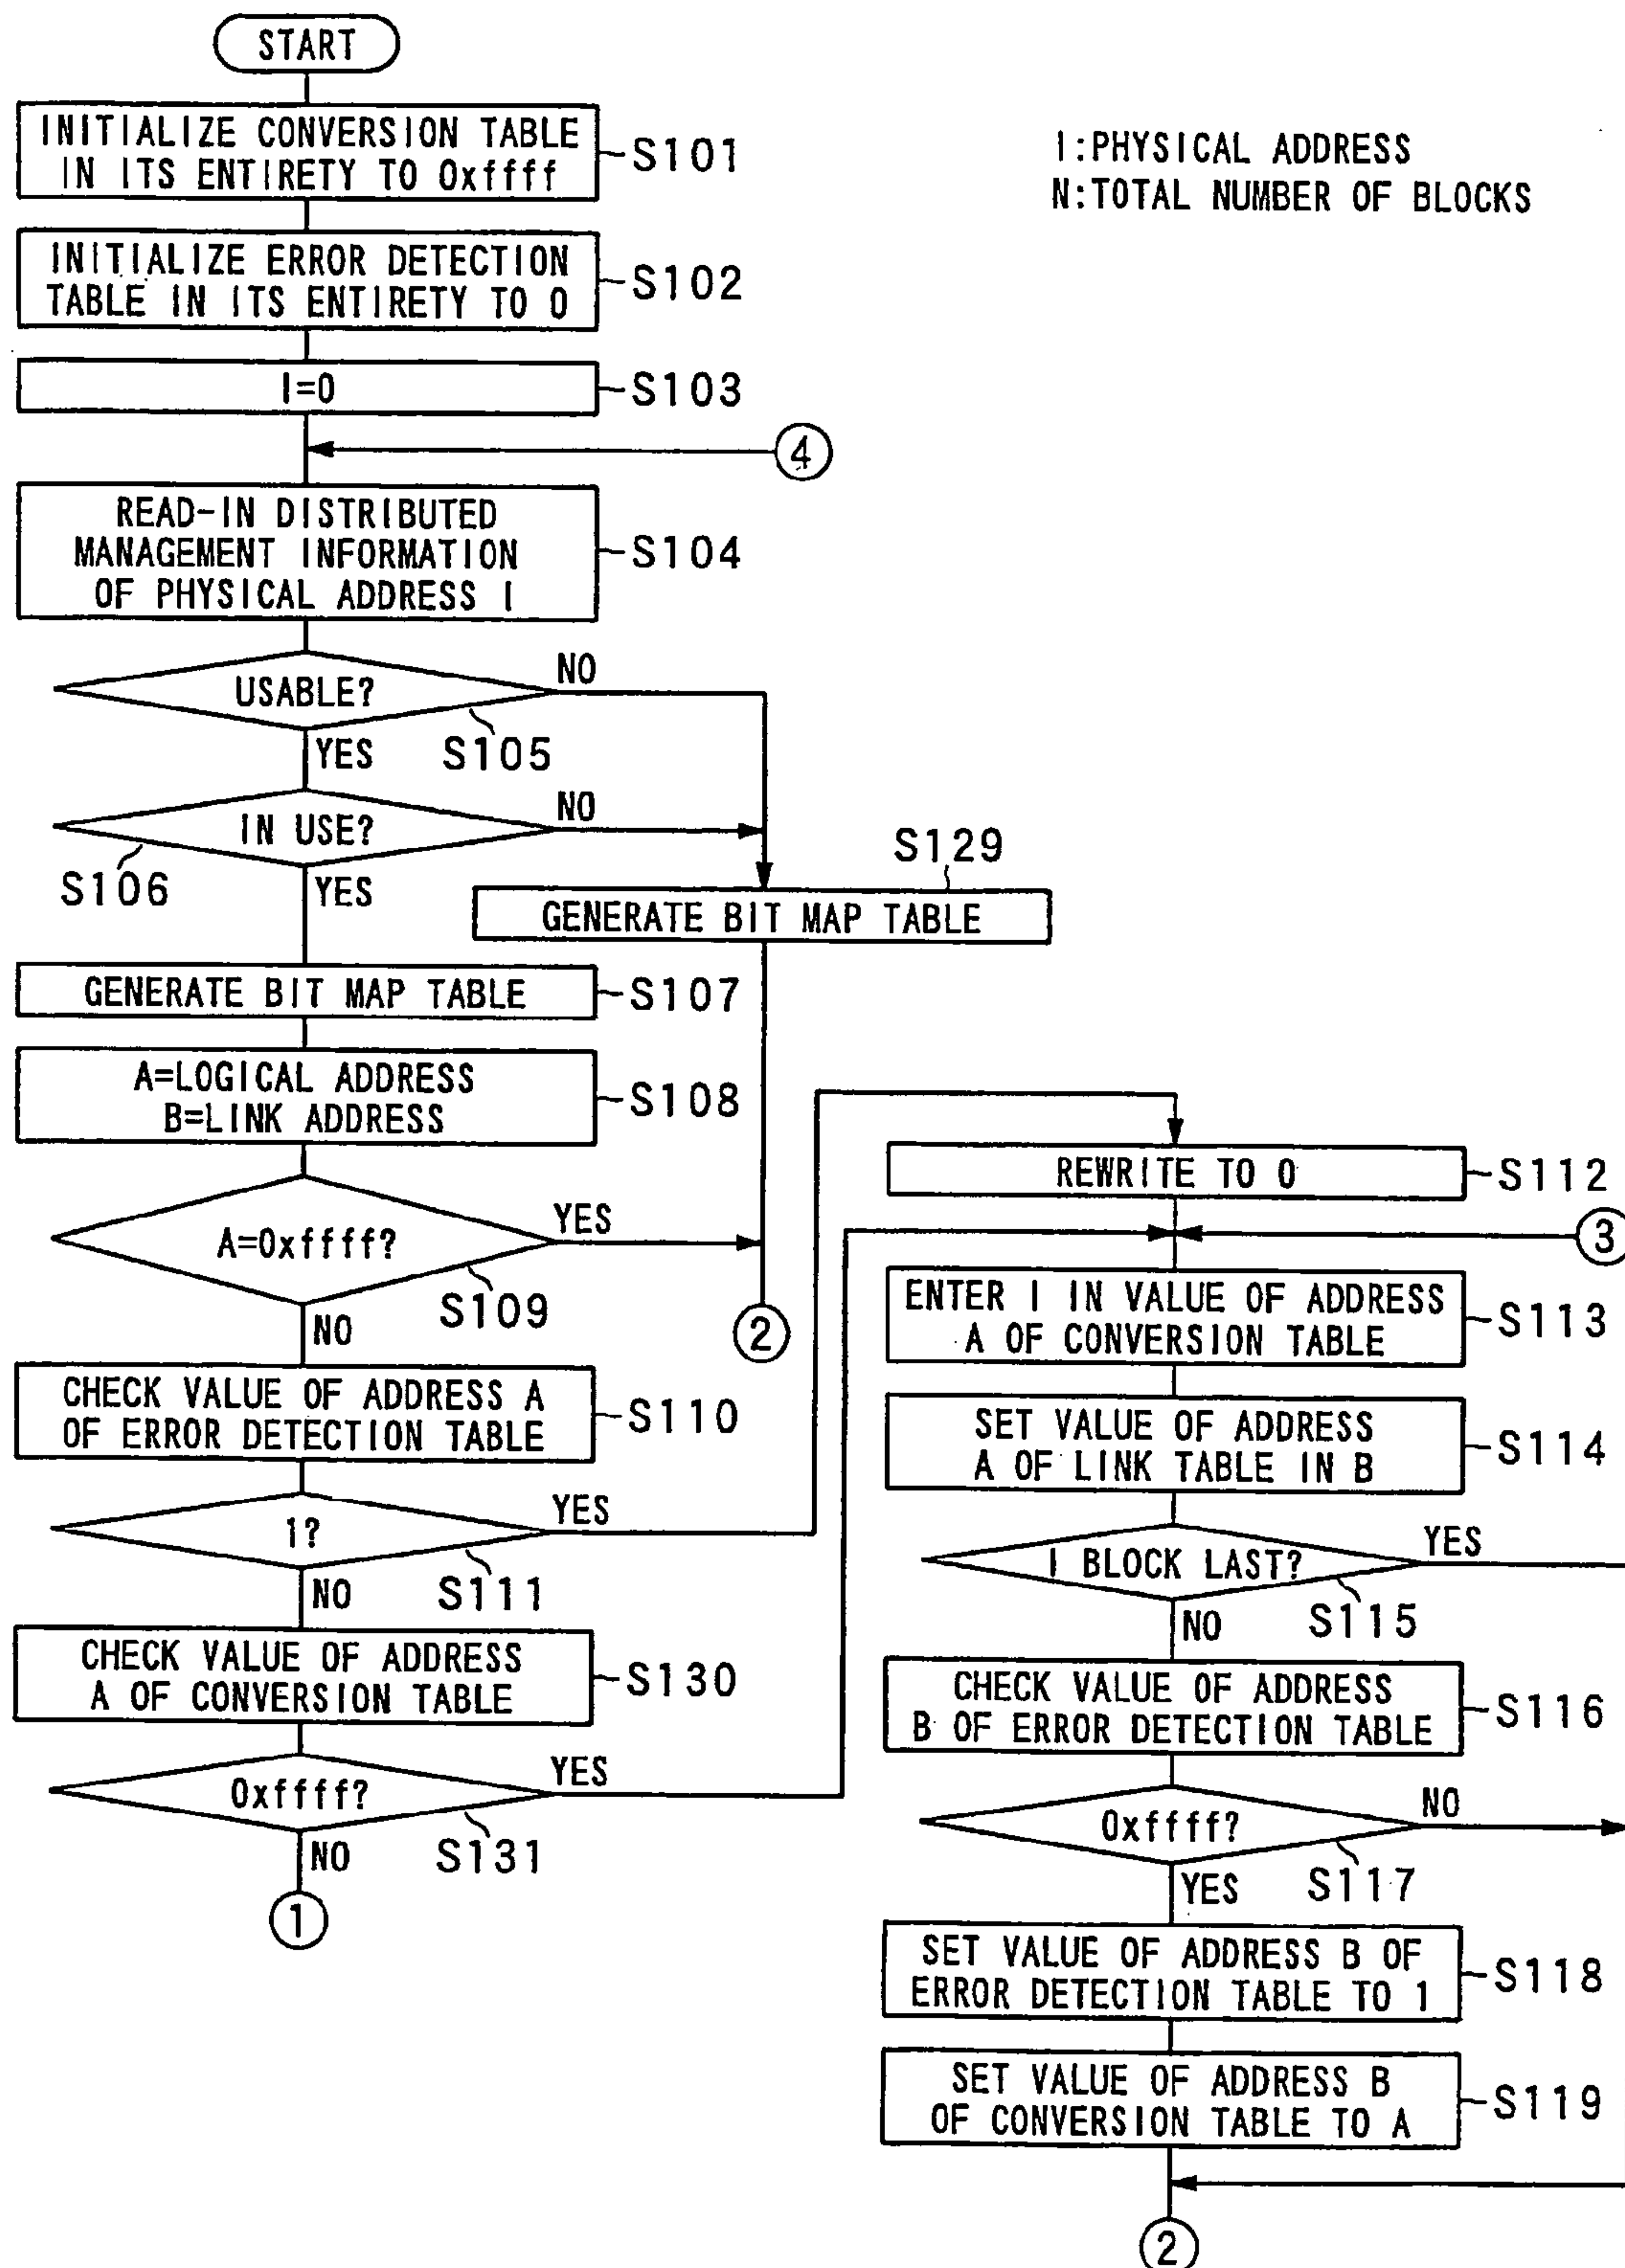 START
INITIALIZE CONVERSION TABLE
IN ITS ENTIRETY TO 0xffff
S101
I:PHYSICAL ADDRESS
N:TOTAL NUMBER OF BLOCKS
INITIALIZE ERROR DETECTION
TABLE IN ITS ENTIRETY TO 0
S102
I=0
S103
4
READ-IN DISTRIBUTED
MANAGEMENT INFORMATION
OF PHYSICAL ADDRESS I
S104
USABLE?
NO
YES
S105
IN USE?
NO
YES
S106
S129
GENERATE BIT MAP TABLE
GENERATE BIT MAP TABLE
S107
A=LOGICAL ADDRESS
B=LINK ADDRESS
S108
A=0xffff?
YES
NO
S109
2
CHECK VALUE OF ADDRESS A
OF ERROR DETECTION TABLE
S110
1?
YES
NO
S111
CHECK VALUE OF ADDRESS
A OF CONVERSION TABLE
S130
0xffff?
YES
NO
S131
1
REWRITE TO 0
S112
3
ENTER I IN VALUE OF ADDRESS
A OF CONVERSION TABLE
S113
SET VALUE OF ADDRESS
A OF LINK TABLE IN B
S114
I BLOCK LAST?
YES
NO
S115
CHECK VALUE OF ADDRESS
B OF ERROR DETECTION TABLE
S116
0xffff?
NO
YES
S117
SET VALUE OF ADDRESS B OF
ERROR DETECTION TABLE TO 1
S118
SET VALUE OF ADDRESS B
OF CONVERSION TABLE TO A
S119
2